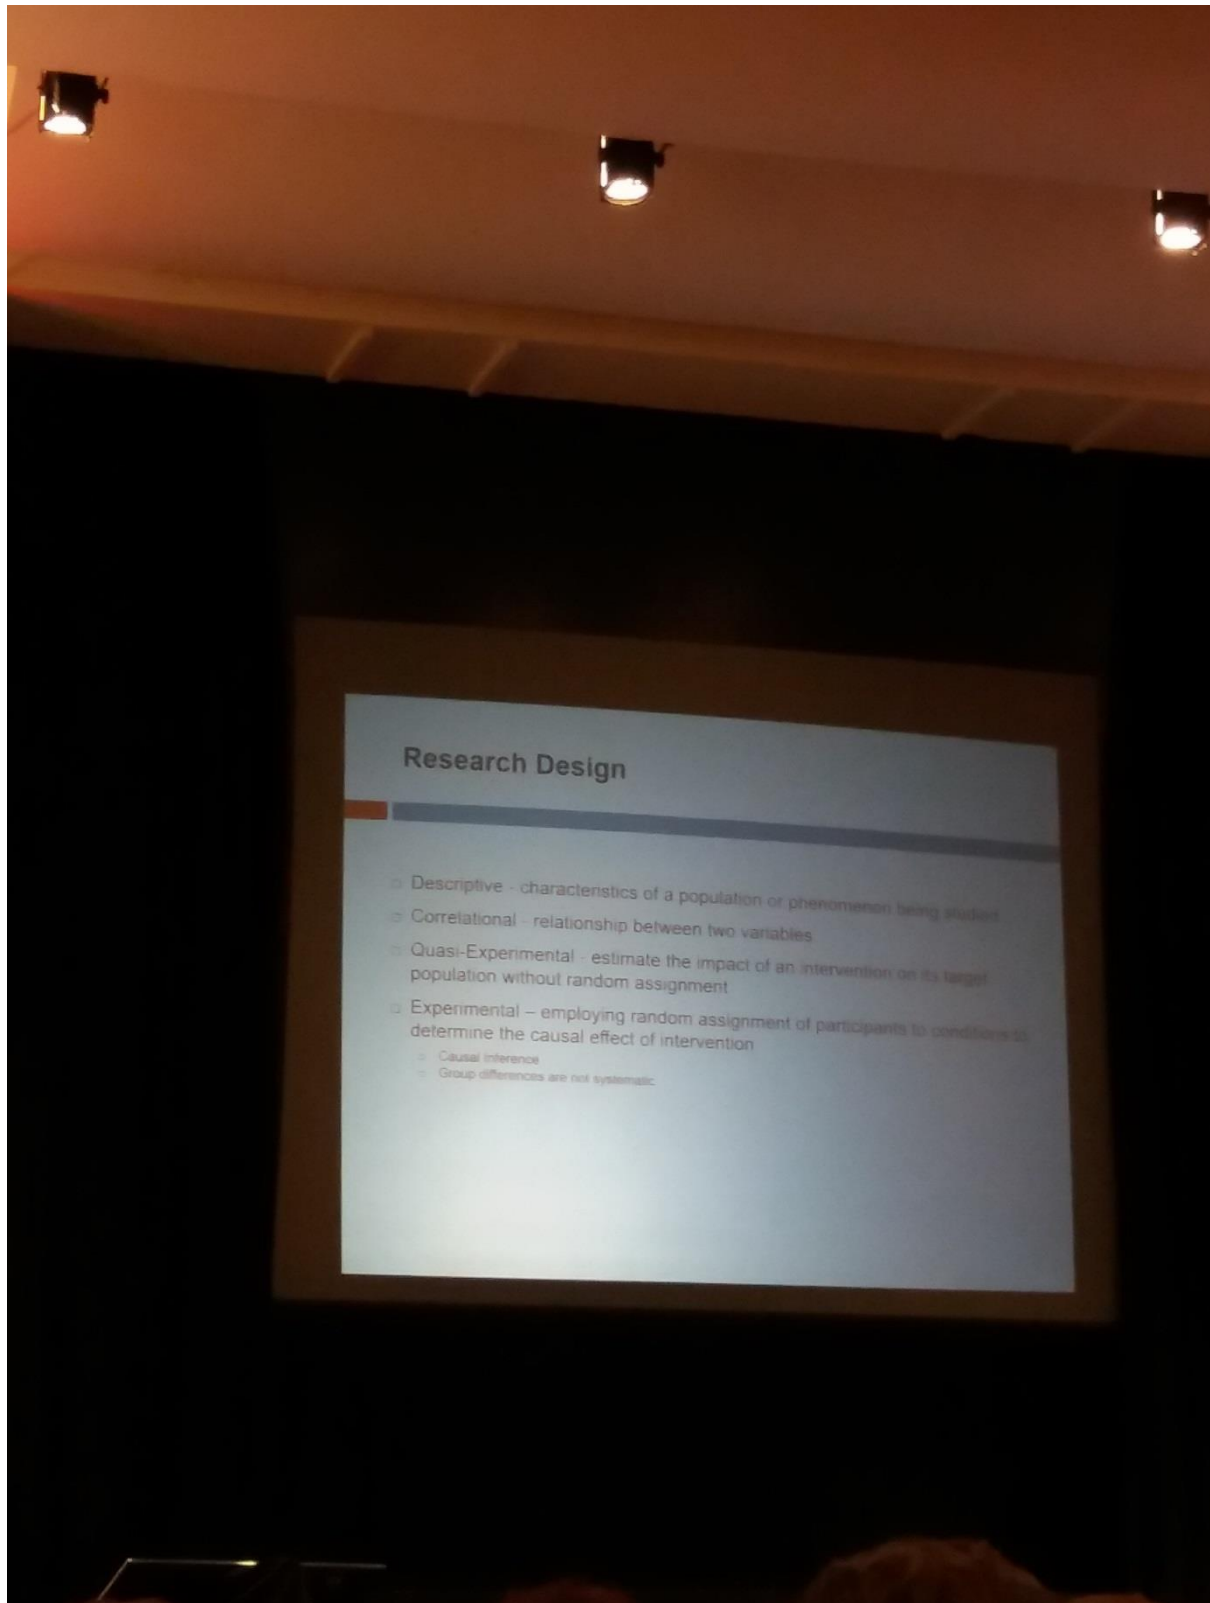 Research Design
Descriptive - characteristics of a population or phenomenon being studied
Correlational - relationship between two variables
Quasi-Experimental - estimate the impact of an intervention on its target
population without random assignment
Experimental – employing random assignment of participants to conditions to
determine the causal effect of intervention
Causal inference
Group differences are not systematic